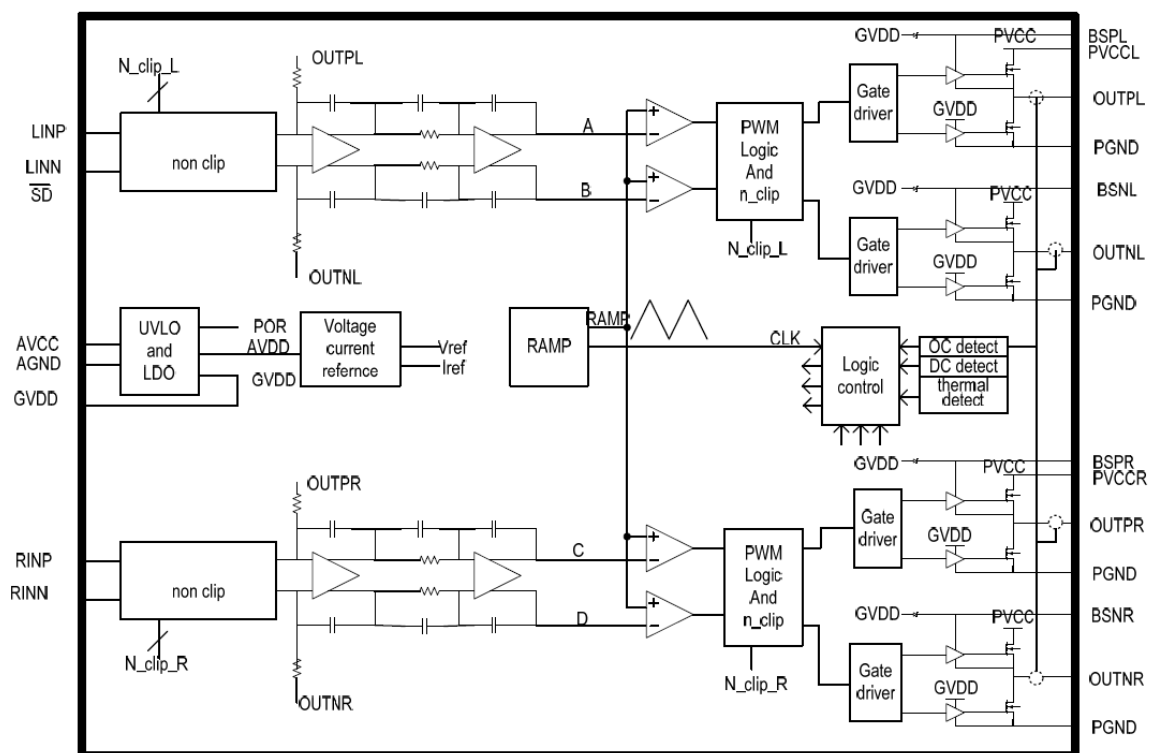 GVDD
PVCC
BSPL
PVCCL
OUTPL
N_clip_L
Gate
driver
GVDD
OUTPL
LINP
LINN
SD
non clip
A
B
+
−
+
−
PWM
Logic
And
n_clip
N_clip_L
PGND
GVDD
PVCC
BSNL
Gate
driver
GVDD
OUTNL
OUTNL
PGND
AVCC
AGND
GVDD
UVLO
and
LDO
POR
AVDD
GVDD
Voltage
current
refernce
Vref
Iref
RAMP
RAMP
CLK
Logic
control
OC detect
DC detect
thermal
detect
GVDD
PVCC
BSPR
PVCCR
OUTPR
Gate
driver
GVDD
OUTPR
RINP
RINN
non clip
N_clip_R
C
D
+
−
+
−
PWM
Logic
And
n_clip
N_clip_R
PGND
GVDD
PVCC
BSNR
Gate
driver
GVDD
OUTNR
OUTNR
PGND